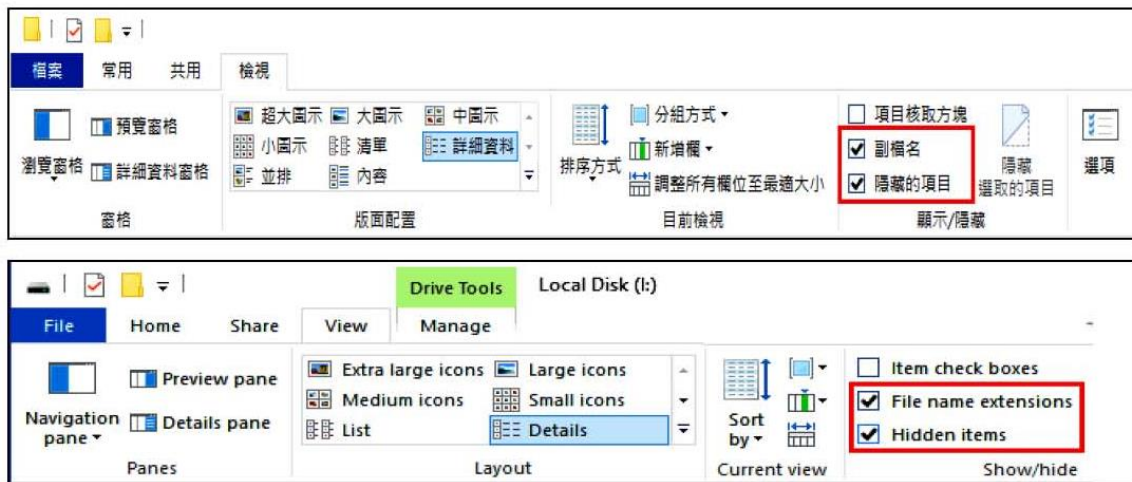 檔案 常用 共用 檢視
瀏覽窗格
預覽窗格
詳細資料窗格
窗格
超大圖示 大圖示 中圖示
小圖示 清單 詳細資料
並排 內容
版面配置
排序方式
分組方式
新增欄
調整所有欄位至最適大小
目前檢視
項目核取方塊
副檔名
隱藏的項目
隱藏
選取的項目
顯示/隱藏
選項
Drive Tools Local Disk (I:)
File Home Share View Manage
Navigation
pane
Preview pane
Details pane
Panes
Extra large icons Large icons
Medium icons Small icons
List Details
Layout
Sort
by
Current view
Item check boxes
File name extensions
Hidden items
Show/hide